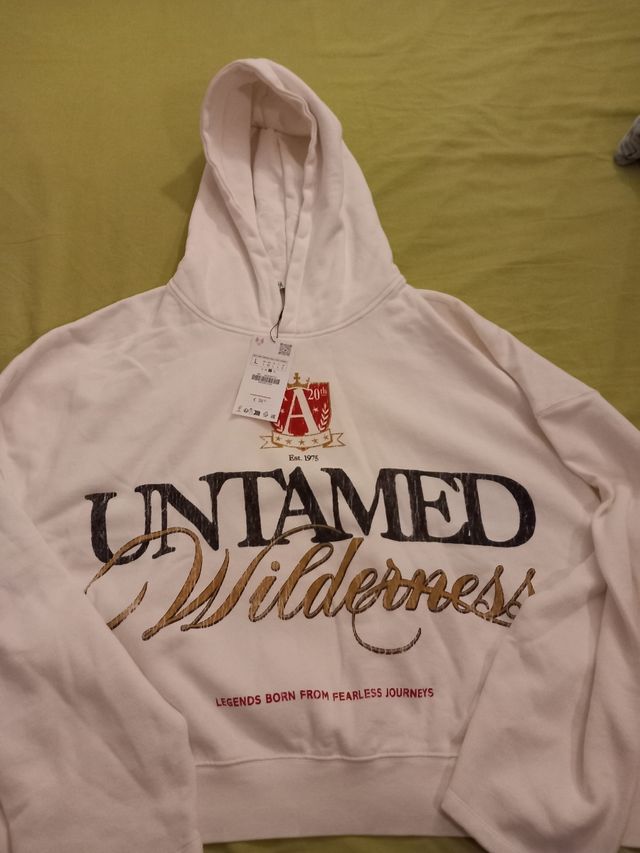 L
A
20th
Est. 1975
UNTAMED
Wilderness
LEGENDS BORN FROM FEARLESS JOURNEYS